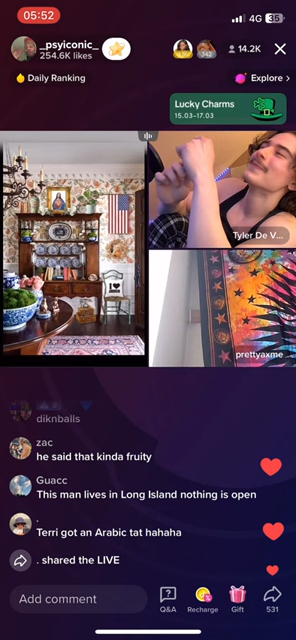 05:52
4G 35
_psyiconic_
254.6K likes
14.2K
Daily Ranking
Explore >
Lucky Charms
15.03–17.03
Tyler De V...
prettyaxme
diknballs
zac
he said that kinda fruity
Guacc
This man lives in Long Island nothing is open
.
Terri got an Arabic tat hahaha
. shared the LIVE
Add comment
Q&A
Recharge
Gift
531